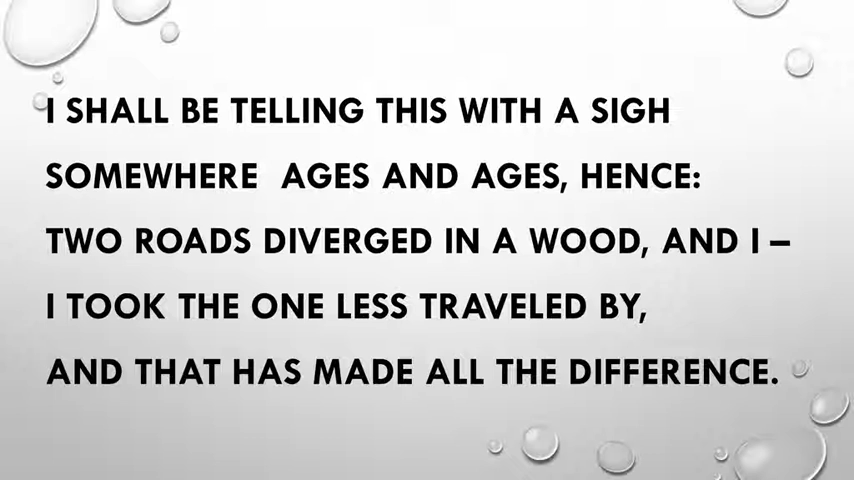 I SHALL BE TELLING THIS WITH A SIGH
SOMEWHERE  AGES AND AGES, HENCE:
TWO ROADS DIVERGED IN A WOOD, AND I –
I TOOK THE ONE LESS TRAVELED BY,
AND THAT HAS MADE ALL THE DIFFERENCE.